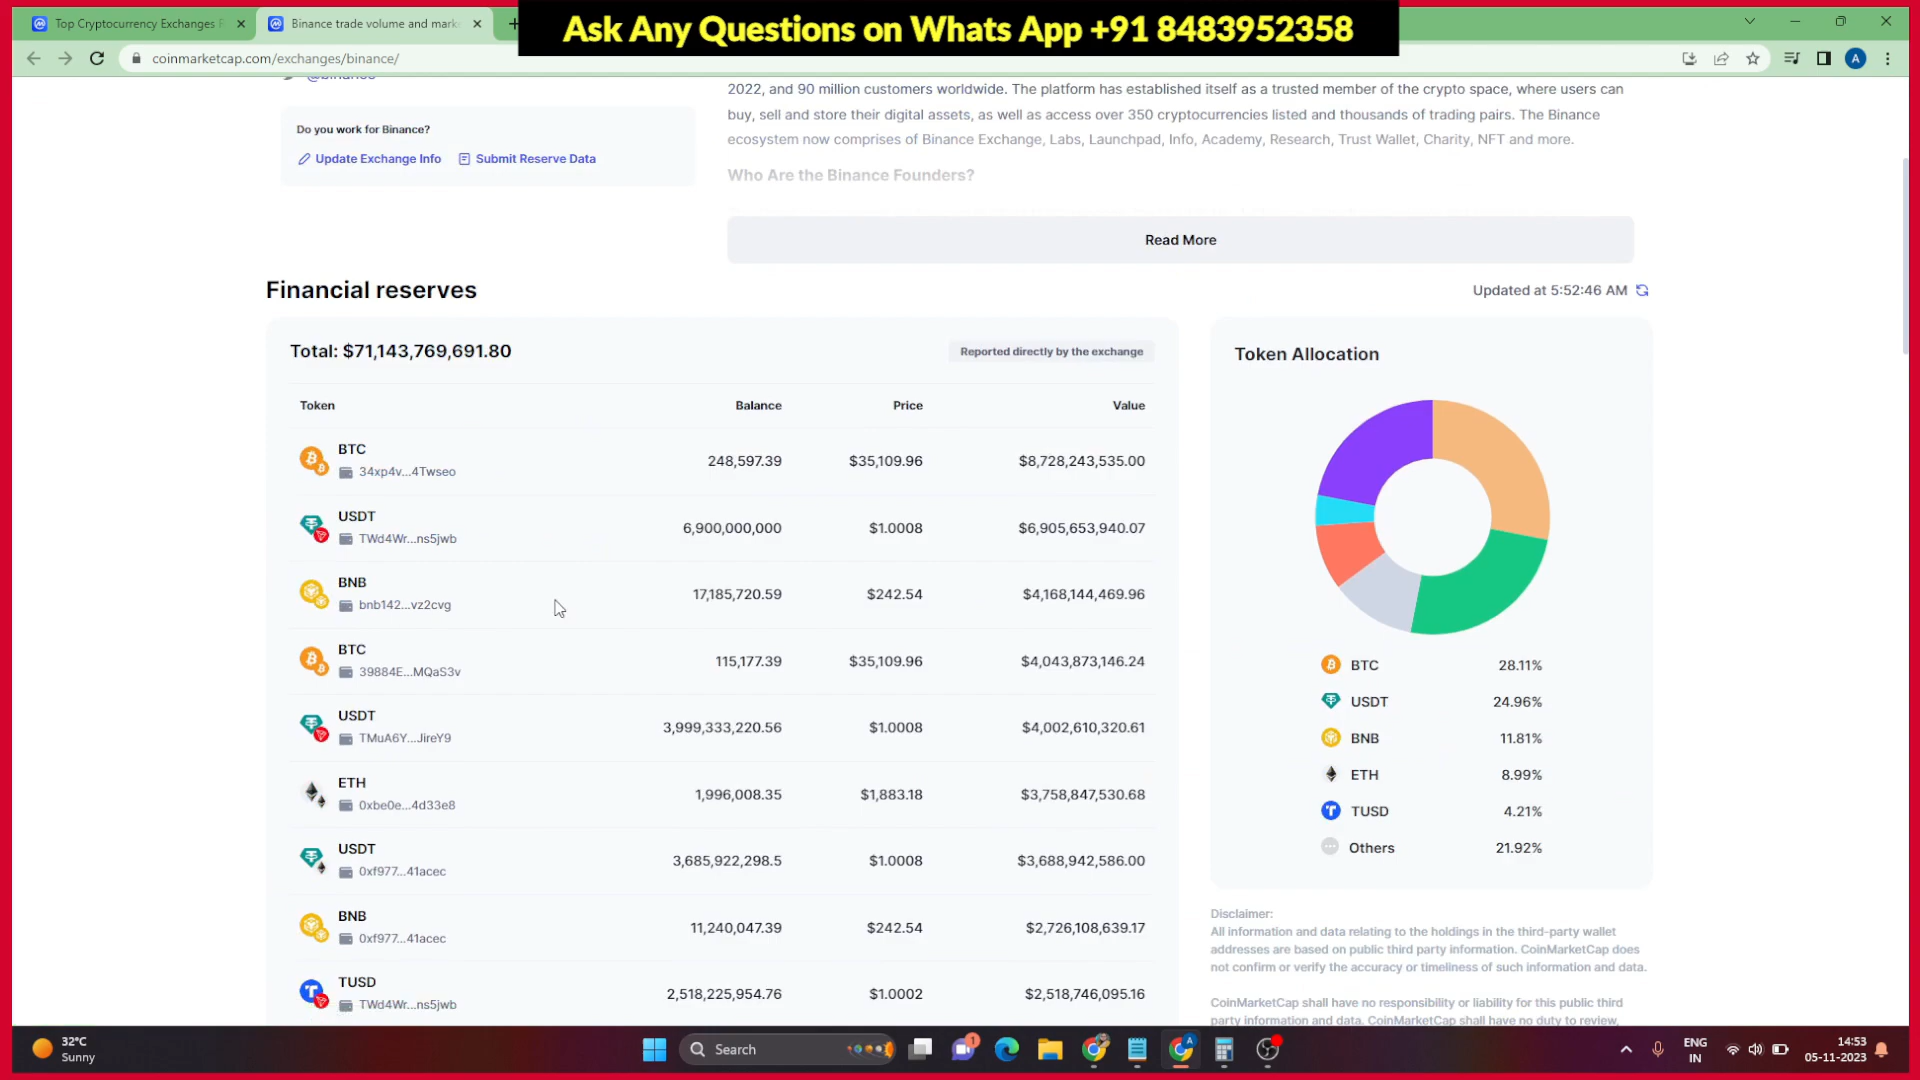 Top Cryptocurrency Exchanges
Binance trade volume and mark
Ask Any Questions on Whats App +91 8483952358
coinmarketcap.com/exchanges/binance/
A
@binance
2022, and 90 million customers worldwide. The platform has established itself as a trusted member of the crypto space, where users can
buy, sell and store their digital assets, as well as access over 350 cryptocurrencies listed and thousands of trading pairs. The Binance
ecosystem now comprises of Binance Exchange, Labs, Launchpad, Info, Academy, Research, Trust Wallet, Charity, NFT and more.
Do you work for Binance?
Update Exchange Info Submit Reserve Data
Who Are the Binance Founders?
Read More
Financial reserves
Updated at 5:52:46 AM
Total: $71,143,769,691.80
Reported directly by the exchange
Token Balance Price Value
BTC
34xp4v...4Twseo
248,597.39 $35,109.96 $8,728,243,535.00
USDT
TWd4Wr...ns5jwb
6,900,000,000 $1.0008 $6,905,653,940.07
BNB
bnb142...vz2cvg
17,185,720.59 $242.54 $4,168,144,469.96
BTC
39884E...MQaS3v
115,177.39 $35,109.96 $4,043,873,146.24
USDT
TMuA6Y...JireY9
3,999,333,220.56 $1.0008 $4,002,610,320.61
ETH
0xbe0e...4d33e8
1,996,008.35 $1,883.18 $3,758,847,530.68
USDT
0xf977...41acec
3,685,922,298.5 $1.0008 $3,688,942,586.00
BNB
0xf977...41acec
11,240,047.39 $242.54 $2,726,108,639.17
TUSD
TWd4Wr...ns5jwb
2,518,225,954.76 $1.0002 $2,518,746,095.16
Token Allocation
BTC 28.11%
USDT 24.96%
BNB 11.81%
ETH 8.99%
TUSD 4.21%
Others 21.92%
Disclaimer:
All information and data relating to the holdings in the third-party wallet
addresses are based on public third party information. CoinMarketCap does
not confirm or verify the accuracy or timeliness of such information and data.
CoinMarketCap shall have no responsibility or liability for this public third
party information and data. CoinMarketCap shall have no duty to review,
32°C
Sunny
Search
1
A
ENG
IN
14:53
05-11-2023